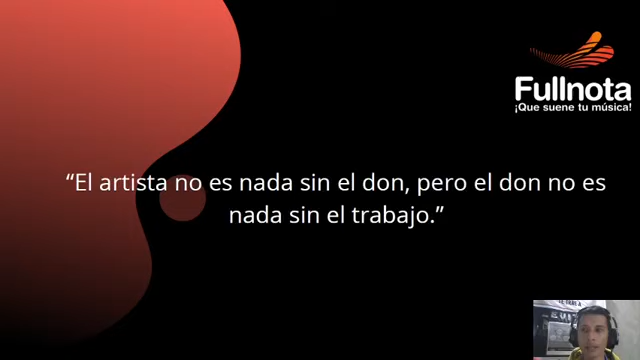 Fullnota
¡Que suene tu música!
“El artista no es nada sin el don, pero el don no es
nada sin el trabajo.”